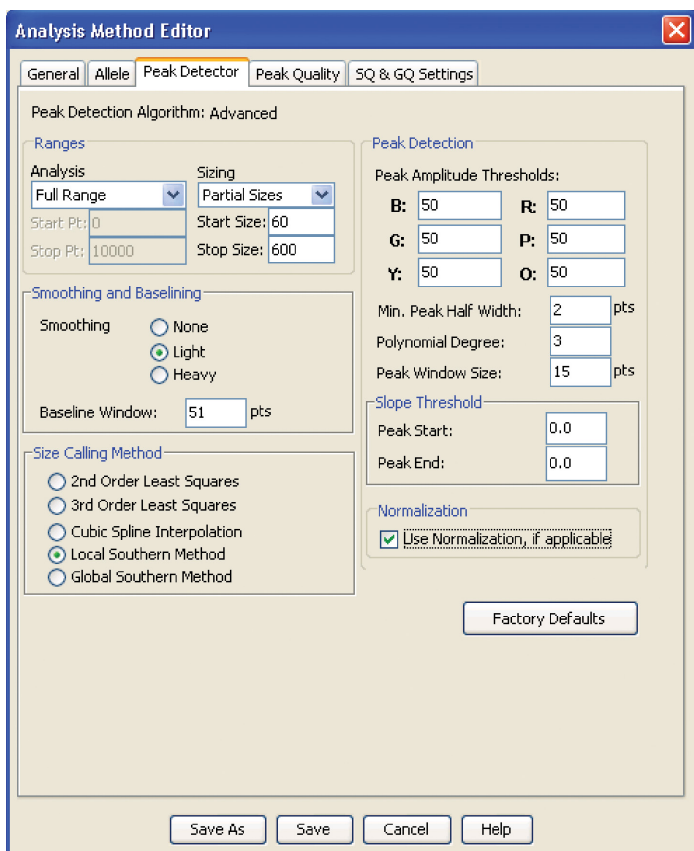 Analysis Method Editor
General Allele Peak Detector Peak Quality SQ & GQ Settings
Peak Detection Algorithm: Advanced
Ranges
Analysis
Full Range
Start Pt: 0
Stop Pt: 10000
Sizing
Partial Sizes
Start Size: 60
Stop Size: 600
Smoothing and Baselining
Smoothing
None
Light
Heavy
Baseline Window: 51 pts
Size Calling Method
2nd Order Least Squares
3rd Order Least Squares
Cubic Spline Interpolation
Local Southern Method
Global Southern Method
Peak Detection
Peak Amplitude Thresholds:
B: 50 R: 50
G: 50 P: 50
Y: 50 O: 50
Min. Peak Half Width: 2 pts
Polynomial Degree: 3
Peak Window Size: 15 pts
Slope Threshold
Peak Start: 0.0
Peak End: 0.0
Normalization
Use Normalization, if applicable
Factory Defaults
Save As Save Cancel Help